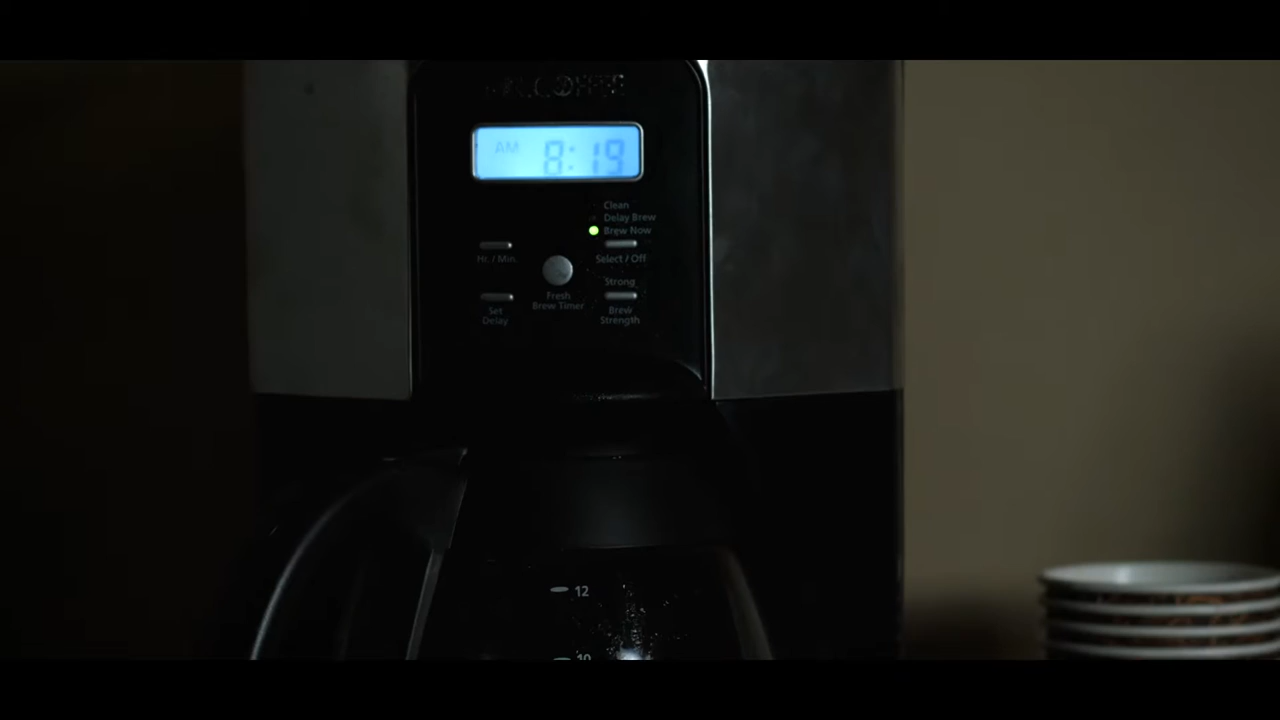 AM 8:19
Clean
Delay Brew
Brew Now
Hr. / Min.
Select / Off
Strong
Fresh
Brew Timer
Set
Delay
Brew
Strength
12
10